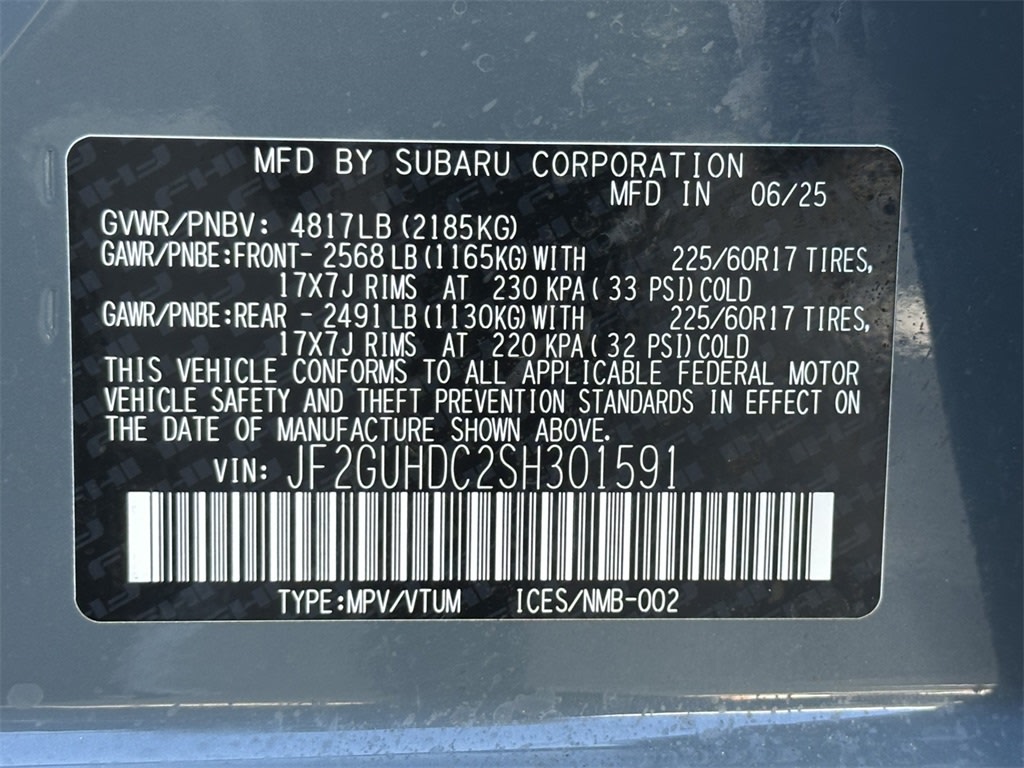 MFD BY SUBARU CORPORATION
MFD IN 06/25
GVWR/PNBV: 4817LB (2185KG)
GAWR/PNBE:FRONT- 2568 LB (1165KG) WITH 225/60R17 TIRES,
17X7J RIMS AT 230 KPA ( 33 PSI) COLD
GAWR/PNBE:REAR - 2491 LB (1130KG) WITH 225/60R17 TIRES,
17X7J RIMS AT 220 KPA ( 32 PSI) COLD
THIS VEHICLE CONFORMS TO ALL APPLICABLE FEDERAL MOTOR
VEHICLE SAFETY AND THEFT PREVENTION STANDARDS IN EFFECT ON
THE DATE OF MANUFACTURE SHOWN ABOVE.
VIN: JF2GUHDC2SH301591
TYPE:MPV/VTUM ICES/NMB-002